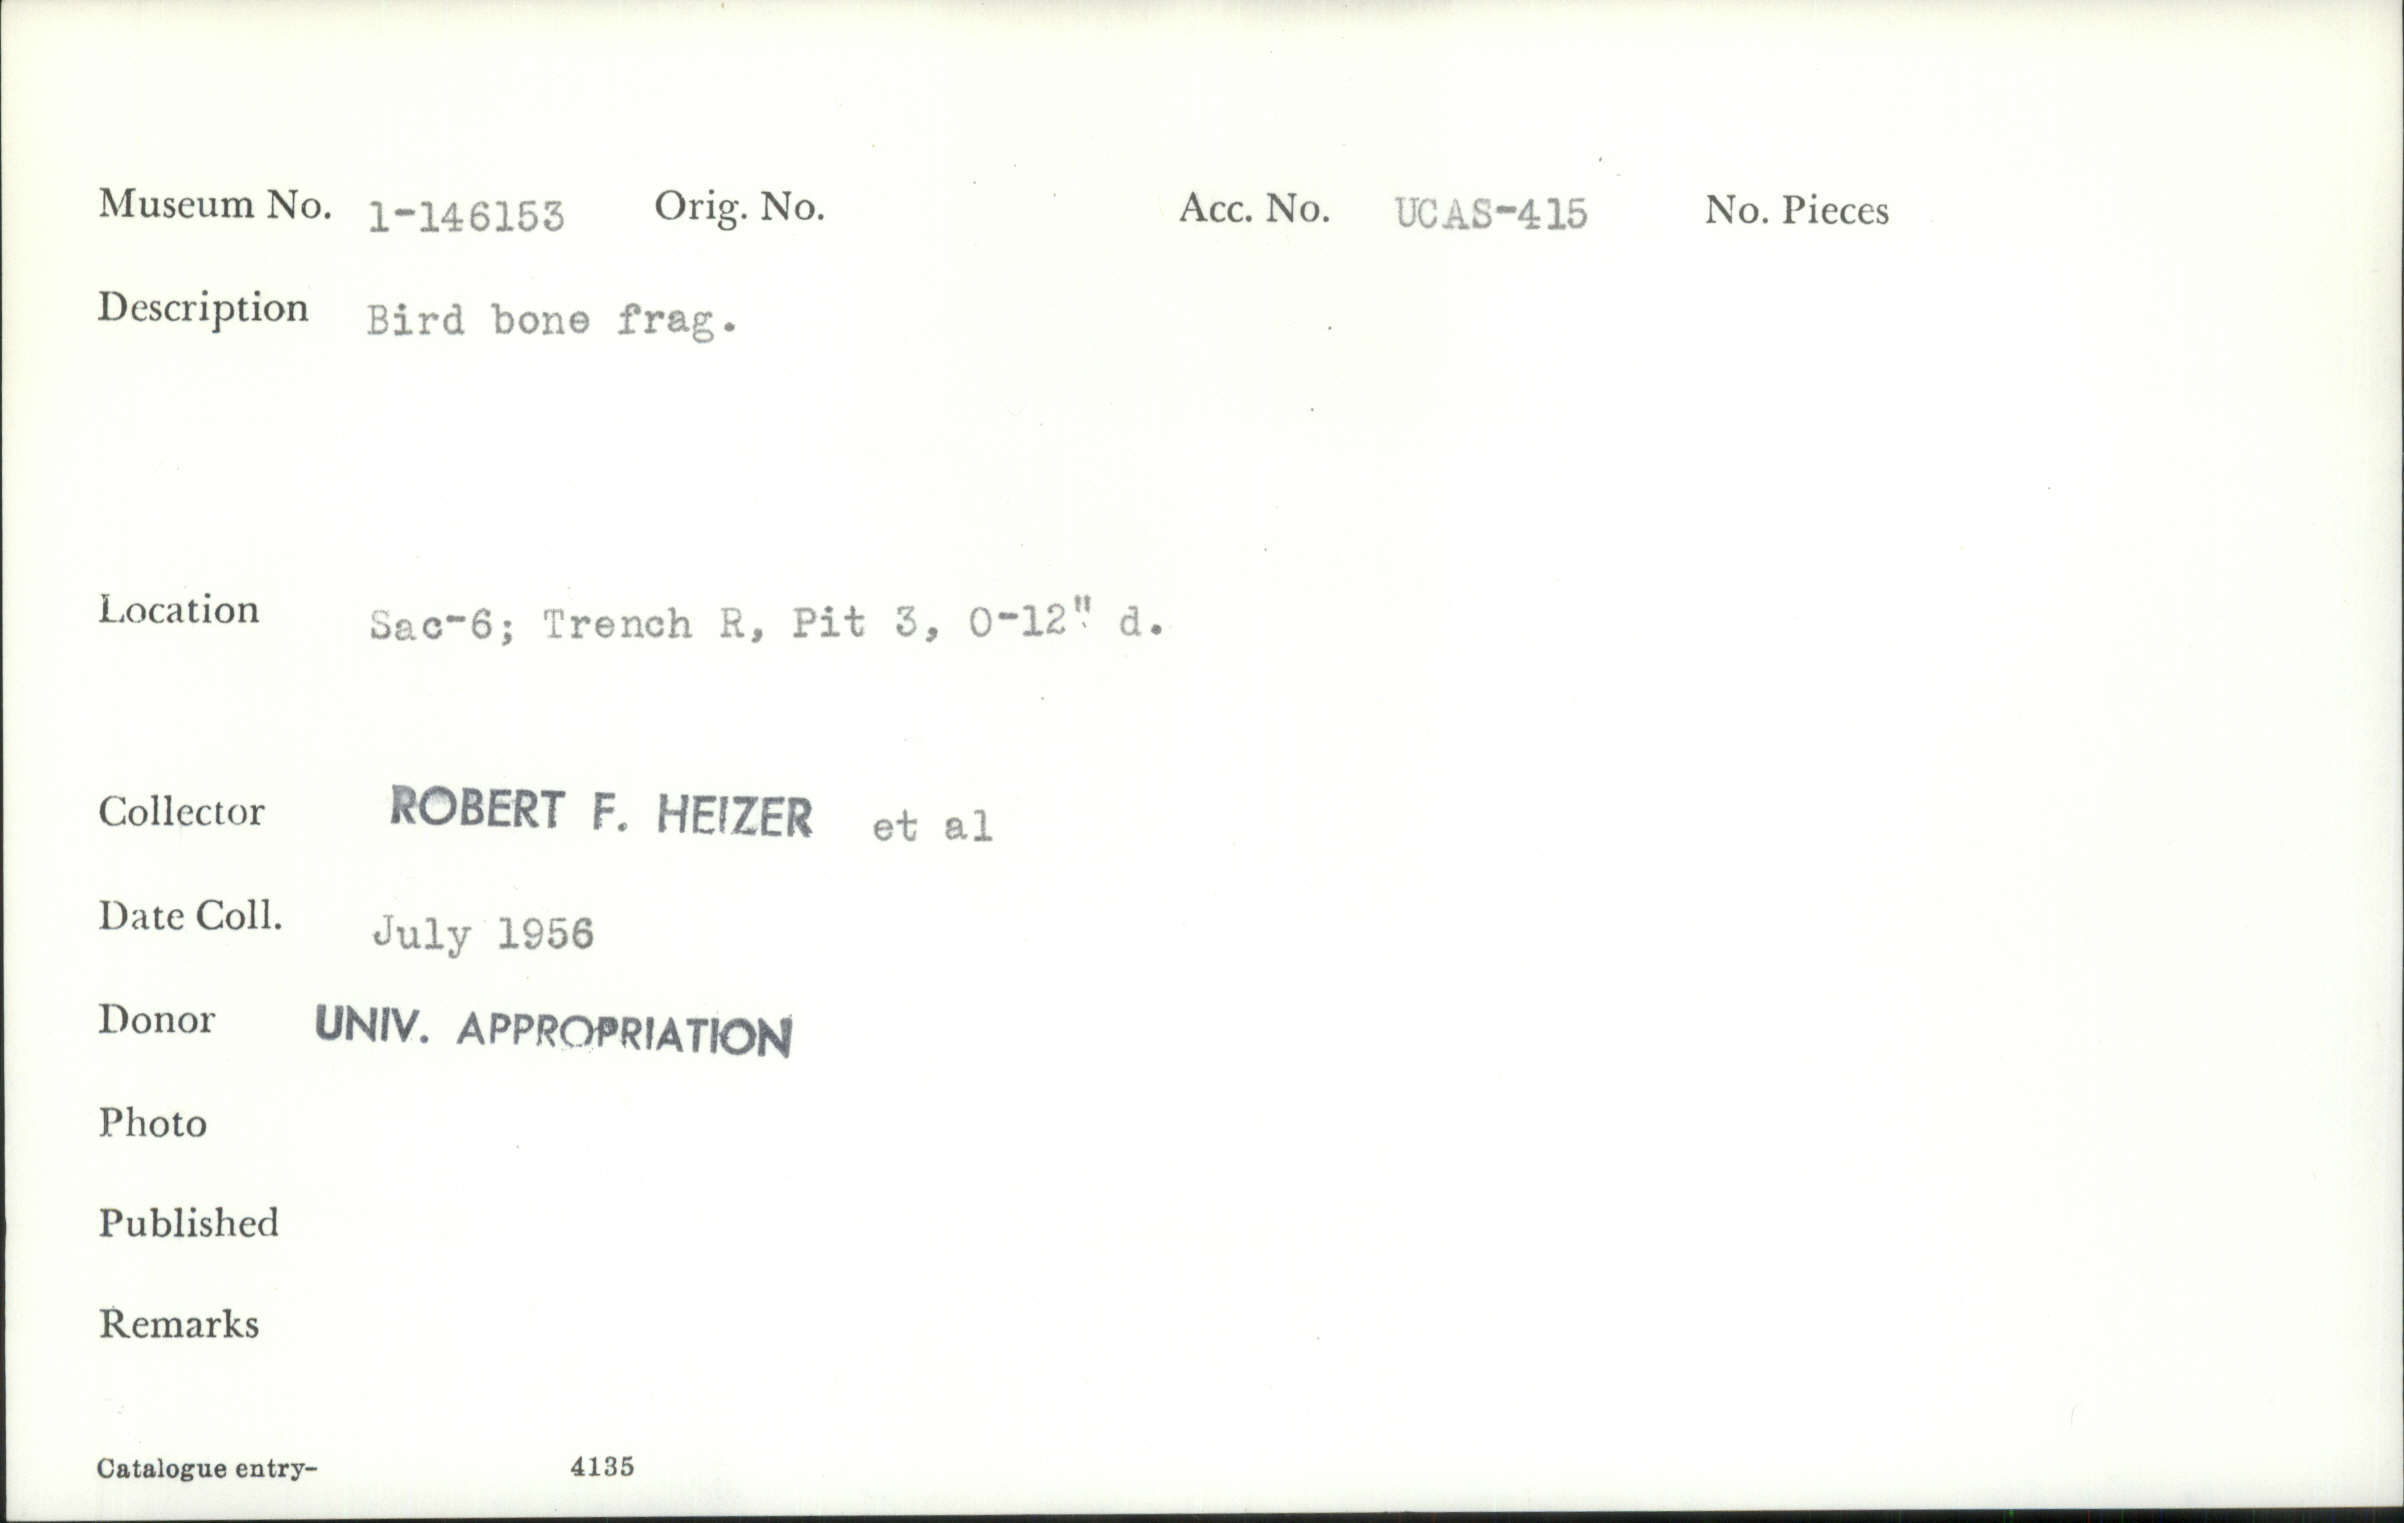 Museum No. 1-146153 Orig. No. Acc. No. UCAS-415 No. Pieces
Description Bird bone frag.
Location Sac-6; Trench R, Pit 3, 0-12" d.
Collector ROBERT F. HEIZER et al
Date Coll. July 1956
Donor UNIV. APPROPRIATION
Photo
Published
Remarks
Catalogue entry- 4135